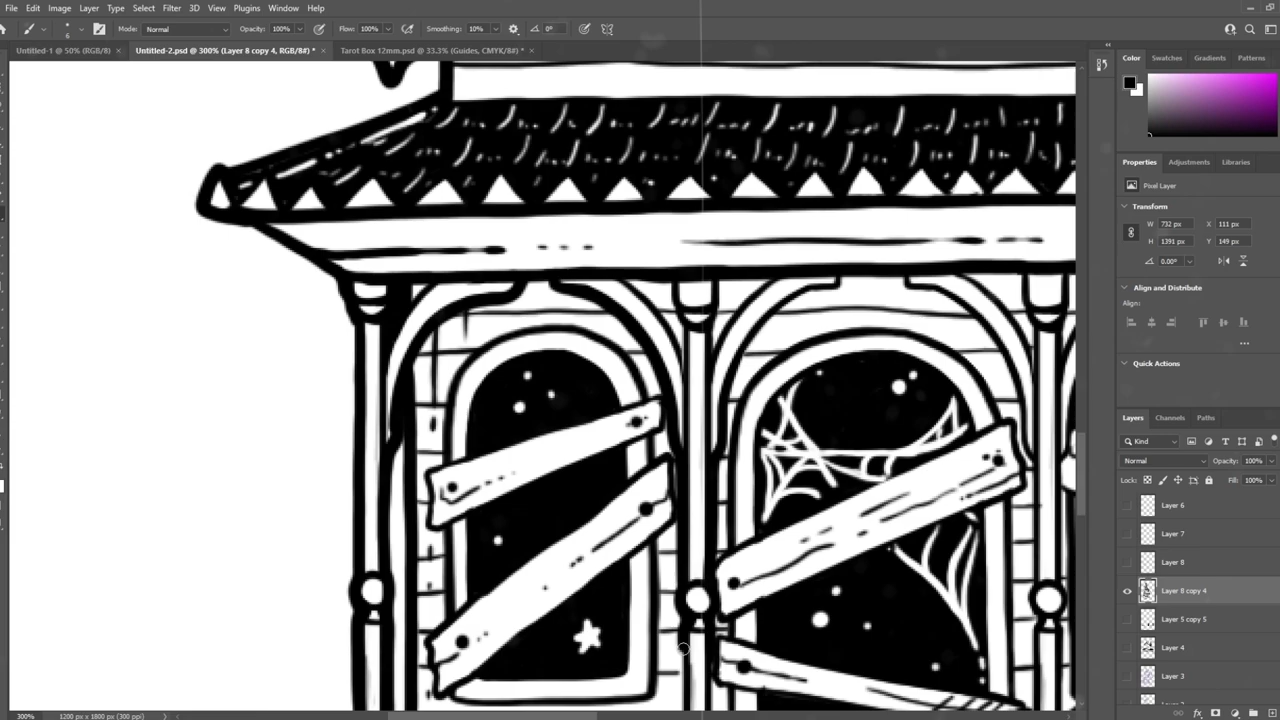 File Edit Image Layer Type Select Filter 3D View Plugins Window Help
6 Mode: Normal Opacity: 100% Flow: 100% Smoothing: 10% 0°
Untitled-1 @ 50% (RGB/8) × Untitled-2.psd @ 300% (Layer 8 copy 4, RGB/8#) * × Tarot Box 12mm.psd @ 33.3% (Guides, CMYK/8#) * ×
Color Swatches Gradients Patterns
Properties Adjustments Libraries
Pixel Layer
Transform
W 732 px X 111 px
H 1391 px Y 149 px
0.00°
Align and Distribute
Align:
Quick Actions
Layers Channels Paths
Kind
Normal Opacity: 100%
Lock: Fill: 100%
Layer 6
Layer 7
Layer 8
Layer 8 copy 4
Layer 5 copy 5
Layer 4
Layer 3
300% 1200 px x 1800 px (300 ppi)
fx